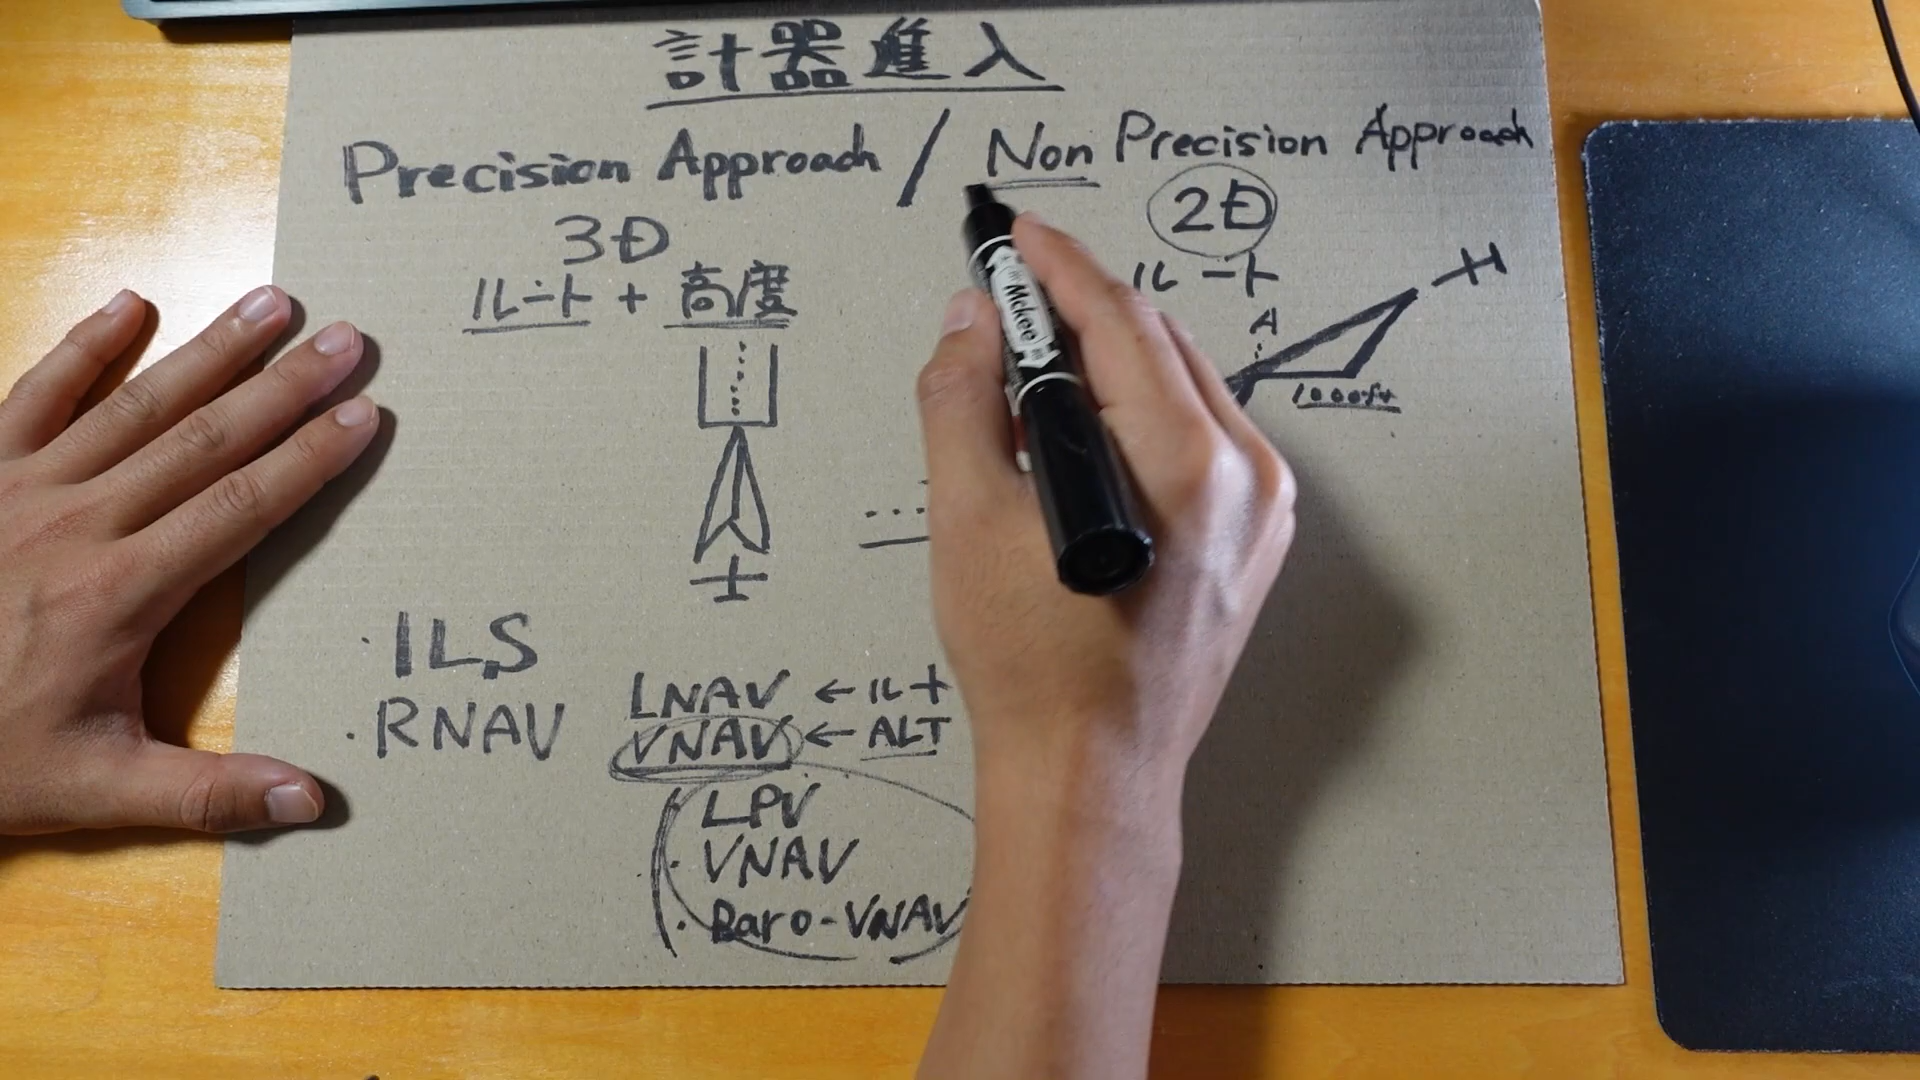 計器進入
Precision Approach / Non Precision Approach
3D
2D
ルート + 高度
ルート
A
1000ft
Mckee
・ILS
・RNAV
LNAV ← ルート
VNAV ← ALT
LPV
・VNAV
・Baro-VNAV